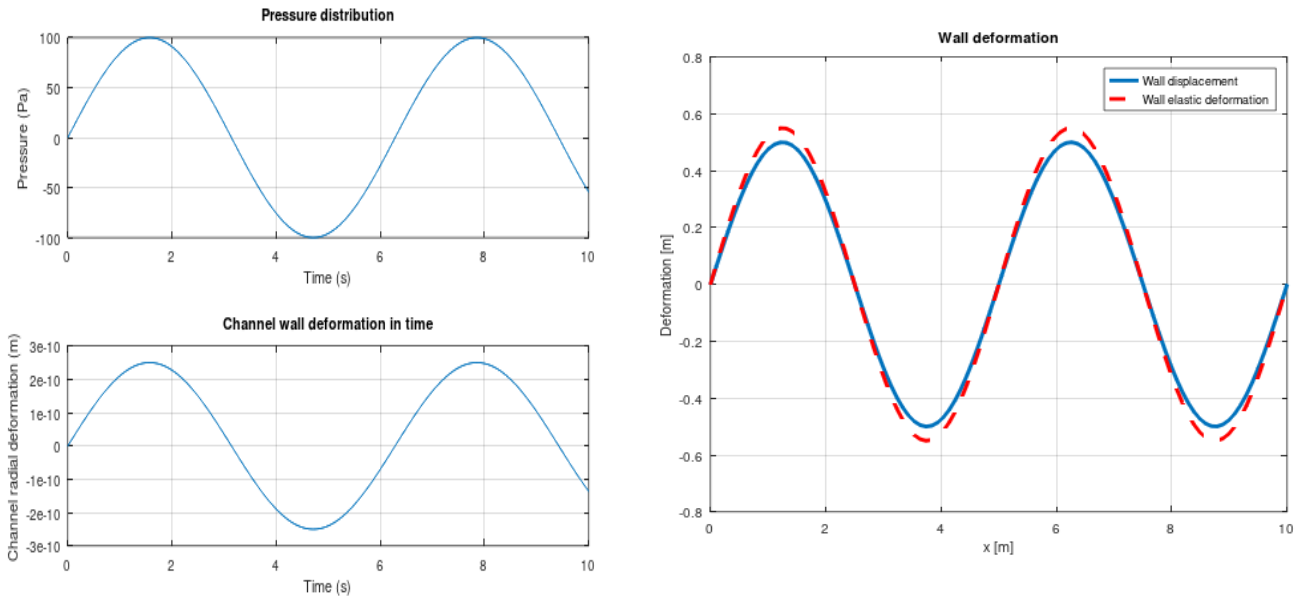 Pressure distribution
Pressure (Pa)
100
50
0
-50
-100
0 2 4 6 8 10
Time (s)
Channel wall deformation in time
Channel radial deformation (m)
3e-10
2e-10
1e-10
0
-1e-10
-2e-10
-3e-10
0 2 4 6 8 10
Time (s)
Wall deformation
Wall displacement
Wall elastic deformation
Deformation [m]
0.8
0.6
0.4
0.2
0
-0.2
-0.4
-0.6
-0.8
0 2 4 6 8 10
x [m]